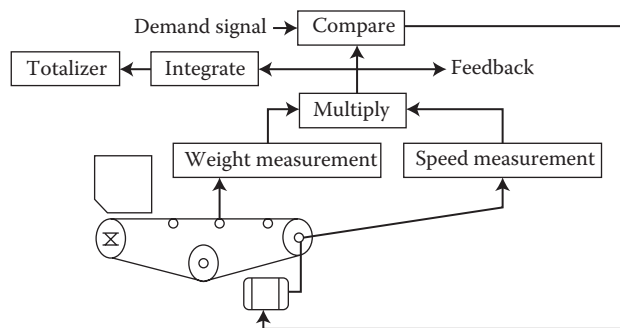 Demand signal
Compare
Totalizer
Integrate
Feedback
Multiply
Weight measurement
Speed measurement